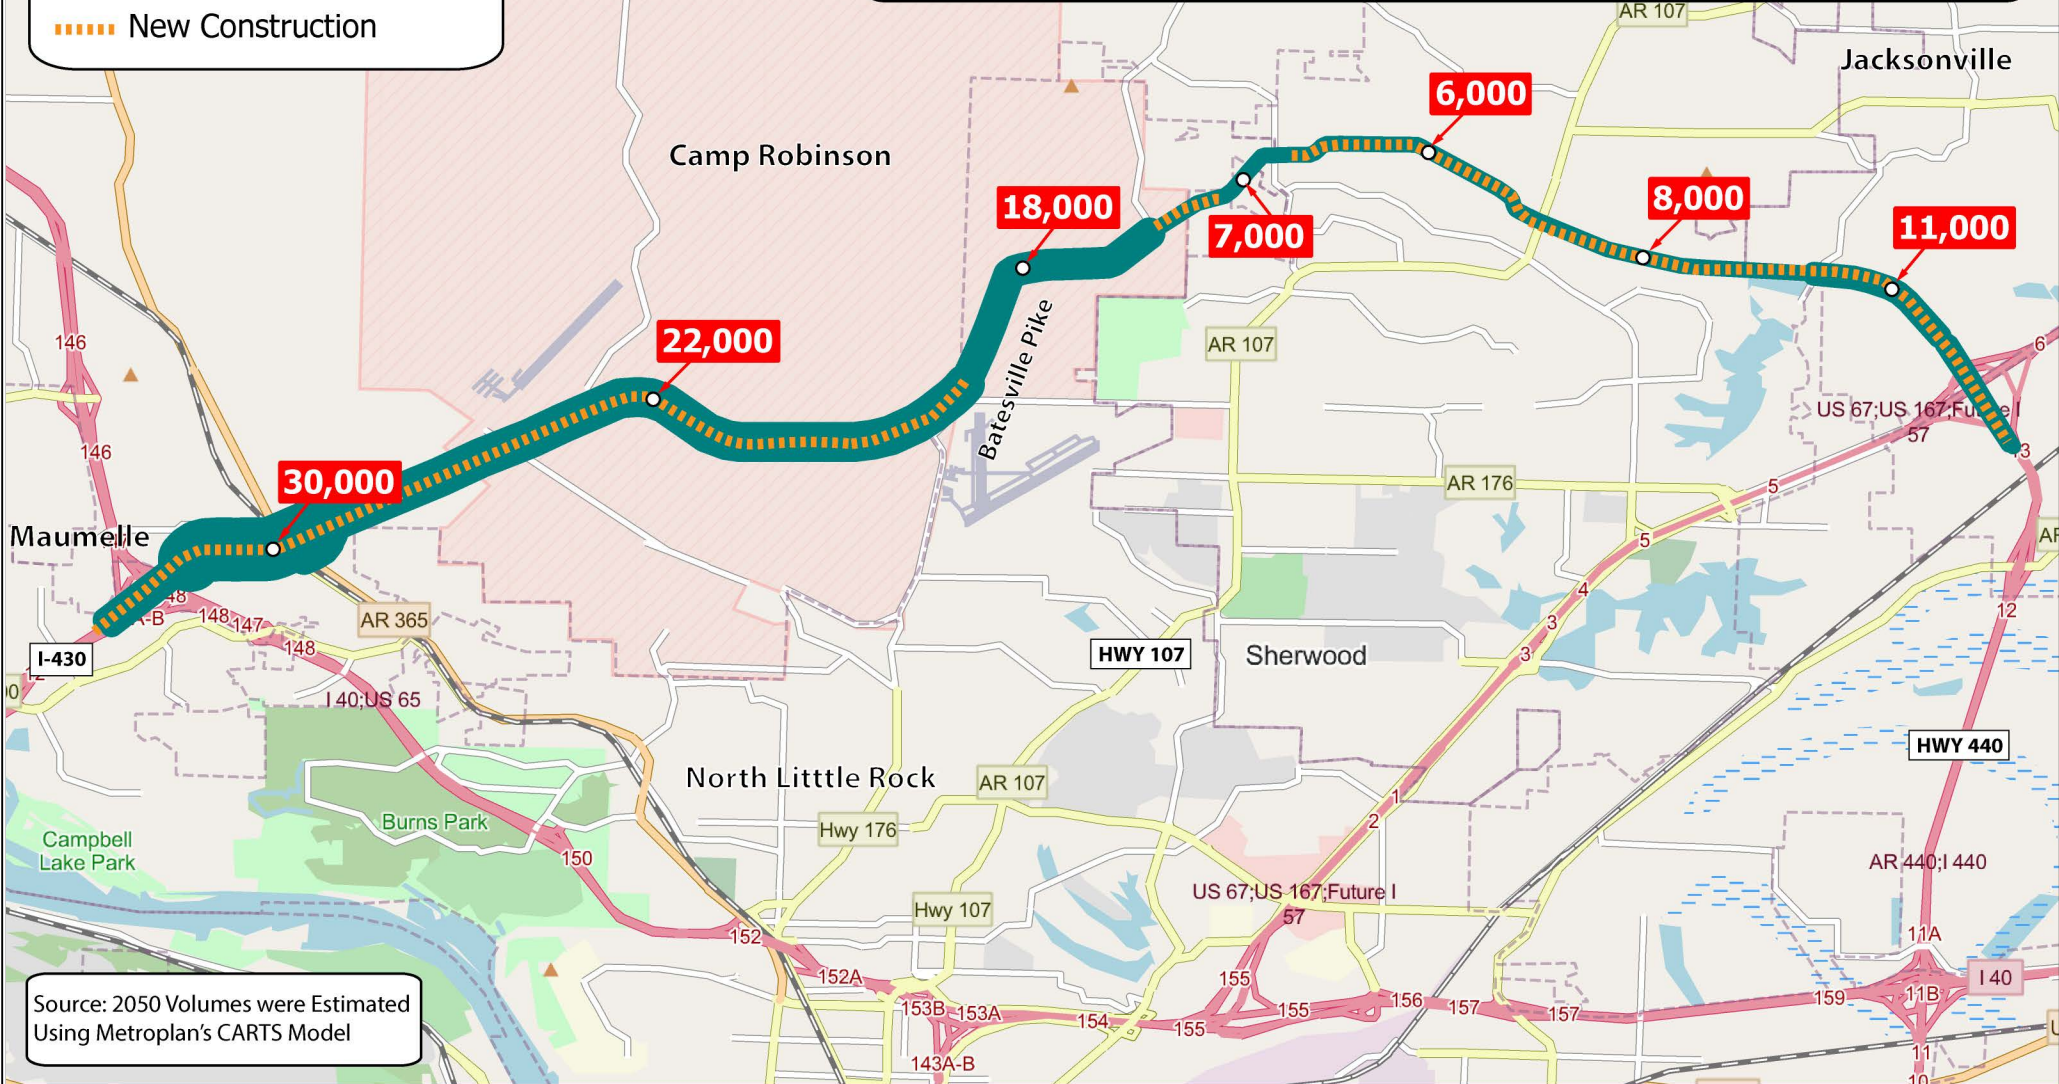 New Construction
AR 107
Jacksonville
6,000
Camp Robinson
18,000
8,000
11,000
7,000
146
22,000
AR 107
6
Batesville Pike
US 67;US 167;Future I
57
146
13
30,000
AR 176
5
Maumelle
5
148
A-B
148
147
148
AR 365
4
3
3
12
I-430
HWY 107
Sherwood
I 40;US 65
HWY 440
North Litttle Rock
AR 107
1
2
Hwy 176
Burns Park
Campbell
Lake Park
150
AR 440;I 440
US 67;US 167;Future I
57
Hwy 107
152
11A
152A
155
I 40
Source: 2050 Volumes were Estimated
Using Metroplan's CARTS Model
153B
153A
154
155
155
156
157
157
159
11B
143A-B
11
10